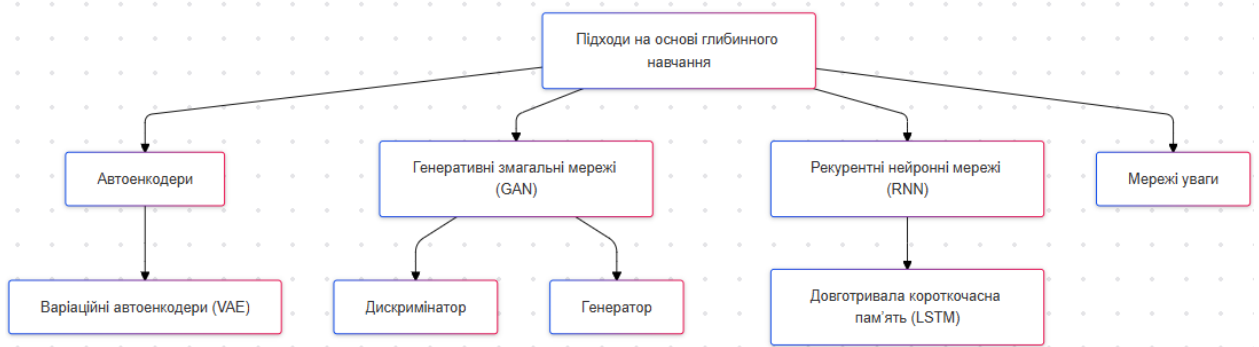 Підходи на основі глибинного
навчання
Автоенкодери
Генеративні змагальні мережі
(GAN)
Рекурентні нейронні мережі
(RNN)
Мережі уваги
Варіаційні автоенкодери (VAE)
Дискримінатор
Генератор
Довготривала короткочасна
пам'ять (LSTM)